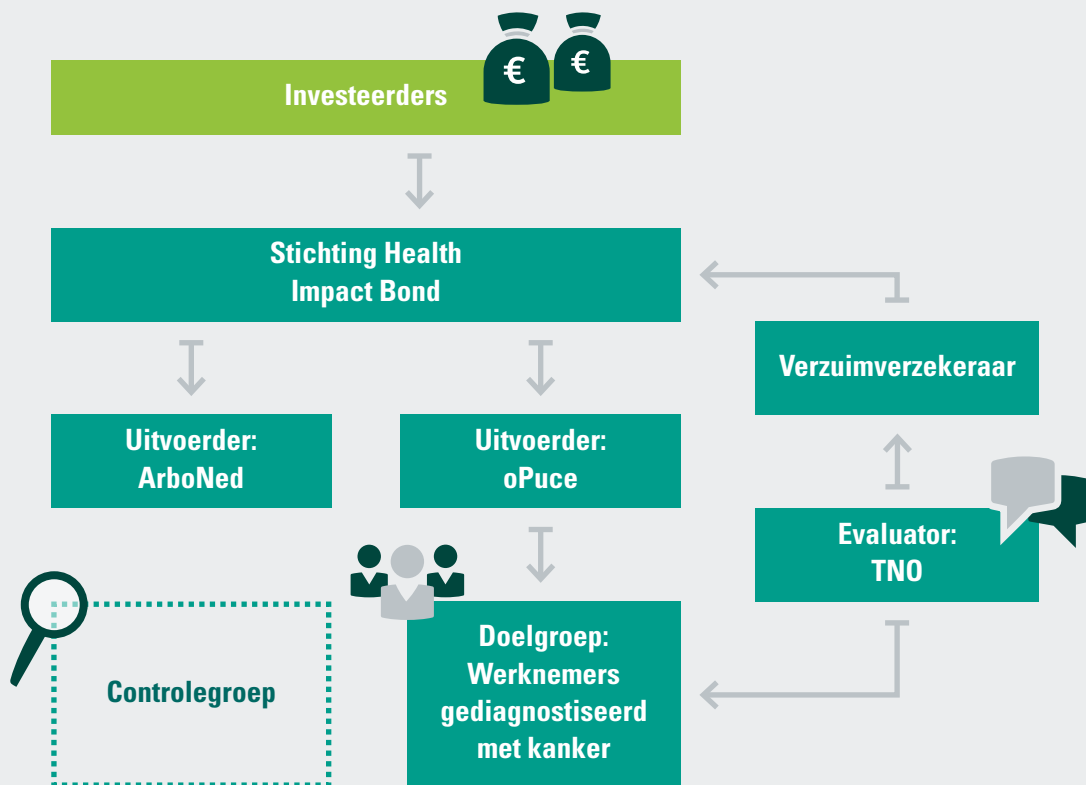 € €
Investeerders
Stichting Health
Impact Bond
Verzuimverzekeraar
Uitvoerder:
ArboNed
Uitvoerder:
oPuce
Evaluator:
TNO
Controlegroep
Doelgroep:
Werknemers
gediagnostiseerd
met kanker